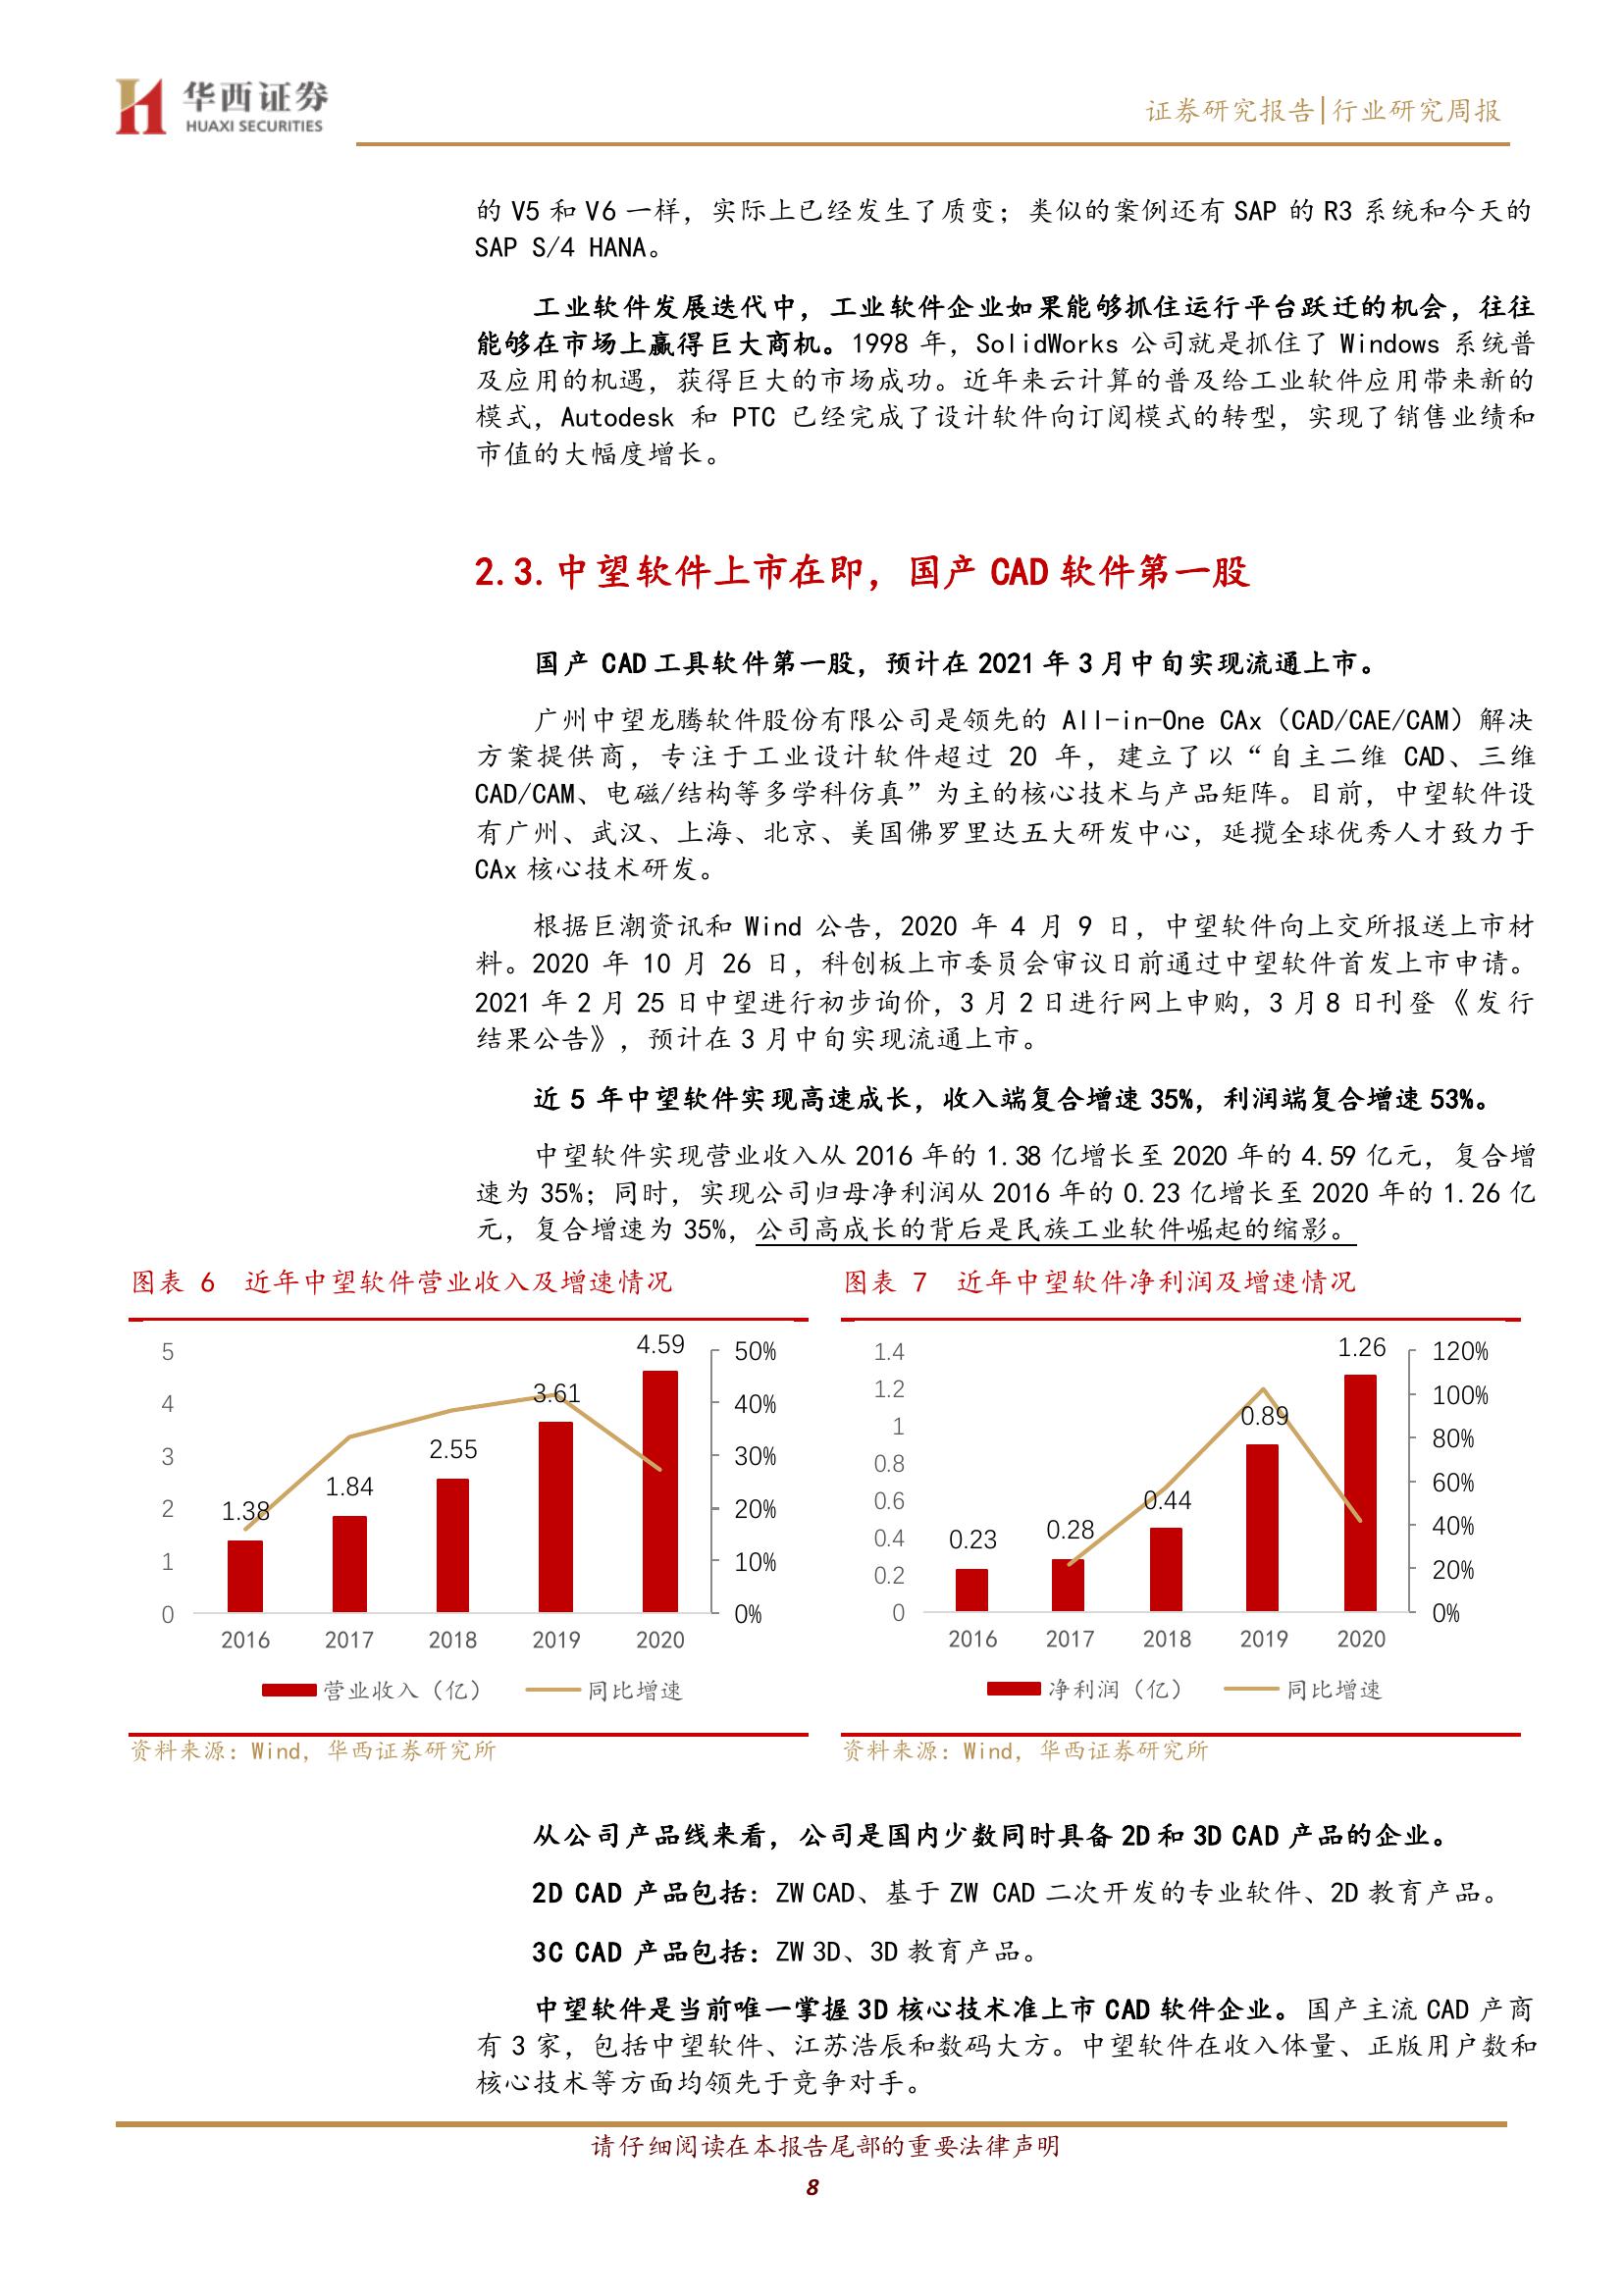 华西证券
HUAXI SECURITIES
证券研究报告|行业研究周报
的 V5 和 V6 一样，实际上已经发生了质变；类似的案例还有 SAP 的 R3 系统和今天的
SAP S/4 HANA。
工业软件发展迭代中，工业软件企业如果能够抓住运行平台跃迁的机会，往往
能够在市场上赢得巨大商机。1998 年，SolidWorks 公司就是抓住了 Windows 系统普
及应用的机遇，获得巨大的市场成功。近年来云计算的普及给工业软件应用带来新的
模式，Autodesk 和 PTC 已经完成了设计软件向订阅模式的转型，实现了销售业绩和
市值的大幅度增长。
2.3.中望软件上市在即，国产 CAD 软件第一股
国产 CAD 工具软件第一股，预计在 2021 年 3 月中旬实现流通上市。
广州中望龙腾软件股份有限公司是领先的 All-in-One CAx（CAD/CAE/CAM）解决
方案提供商，专注于工业设计软件超过 20 年，建立了以“自主二维 CAD、三维
CAD/CAM、电磁/结构等多学科仿真”为主的核心技术与产品矩阵。目前，中望软件设
有广州、武汉、上海、北京、美国佛罗里达五大研发中心，延揽全球优秀人才致力于
CAx 核心技术研发。
根据巨潮资讯和 Wind 公告，2020 年 4 月 9 日，中望软件向上交所报送上市材
料。2020 年 10 月 26 日，科创板上市委员会审议日前通过中望软件首发上市申请。
2021 年 2 月 25 日中望进行初步询价，3 月 2 日进行网上申购，3 月 8 日刊登《发行
结果公告》，预计在 3 月中旬实现流通上市。
近 5 年中望软件实现高速成长，收入端复合增速 35%，利润端复合增速 53%。
中望软件实现营业收入从 2016 年的 1.38 亿增长至 2020 年的 4.59 亿元，复合增
速为 35%；同时，实现公司归母净利润从 2016 年的 0.23 亿增长至 2020 年的 1.26 亿
元，复合增速为 35%，公司高成长的背后是民族工业软件崛起的缩影。
图表 6 近年中望软件营业收入及增速情况
5
4
3
2
1
0
1.38
1.84
2.55
3.61
4.59
50%
40%
30%
20%
10%
0%
2016 2017 2018 2019 2020
营业收入（亿） 同比增速
资料来源：Wind，华西证券研究所
图表 7 近年中望软件净利润及增速情况
1.4
1.2
1
0.8
0.6
0.4
0.2
0
0.23
0.28
0.44
0.89
1.26
120%
100%
80%
60%
40%
20%
0%
2016 2017 2018 2019 2020
净利润（亿） 同比增速
资料来源：Wind，华西证券研究所
从公司产品线来看，公司是国内少数同时具备 2D 和 3D CAD 产品的企业。
2D CAD 产品包括：ZW CAD、基于 ZW CAD 二次开发的专业软件、2D 教育产品。
3C CAD 产品包括：ZW 3D、3D 教育产品。
中望软件是当前唯一掌握 3D 核心技术准上市 CAD 软件企业。国产主流 CAD 产商
有 3 家，包括中望软件、江苏浩辰和数码大方。中望软件在收入体量、正版用户数和
核心技术等方面均领先于竞争对手。
请仔细阅读在本报告尾部的重要法律声明
8